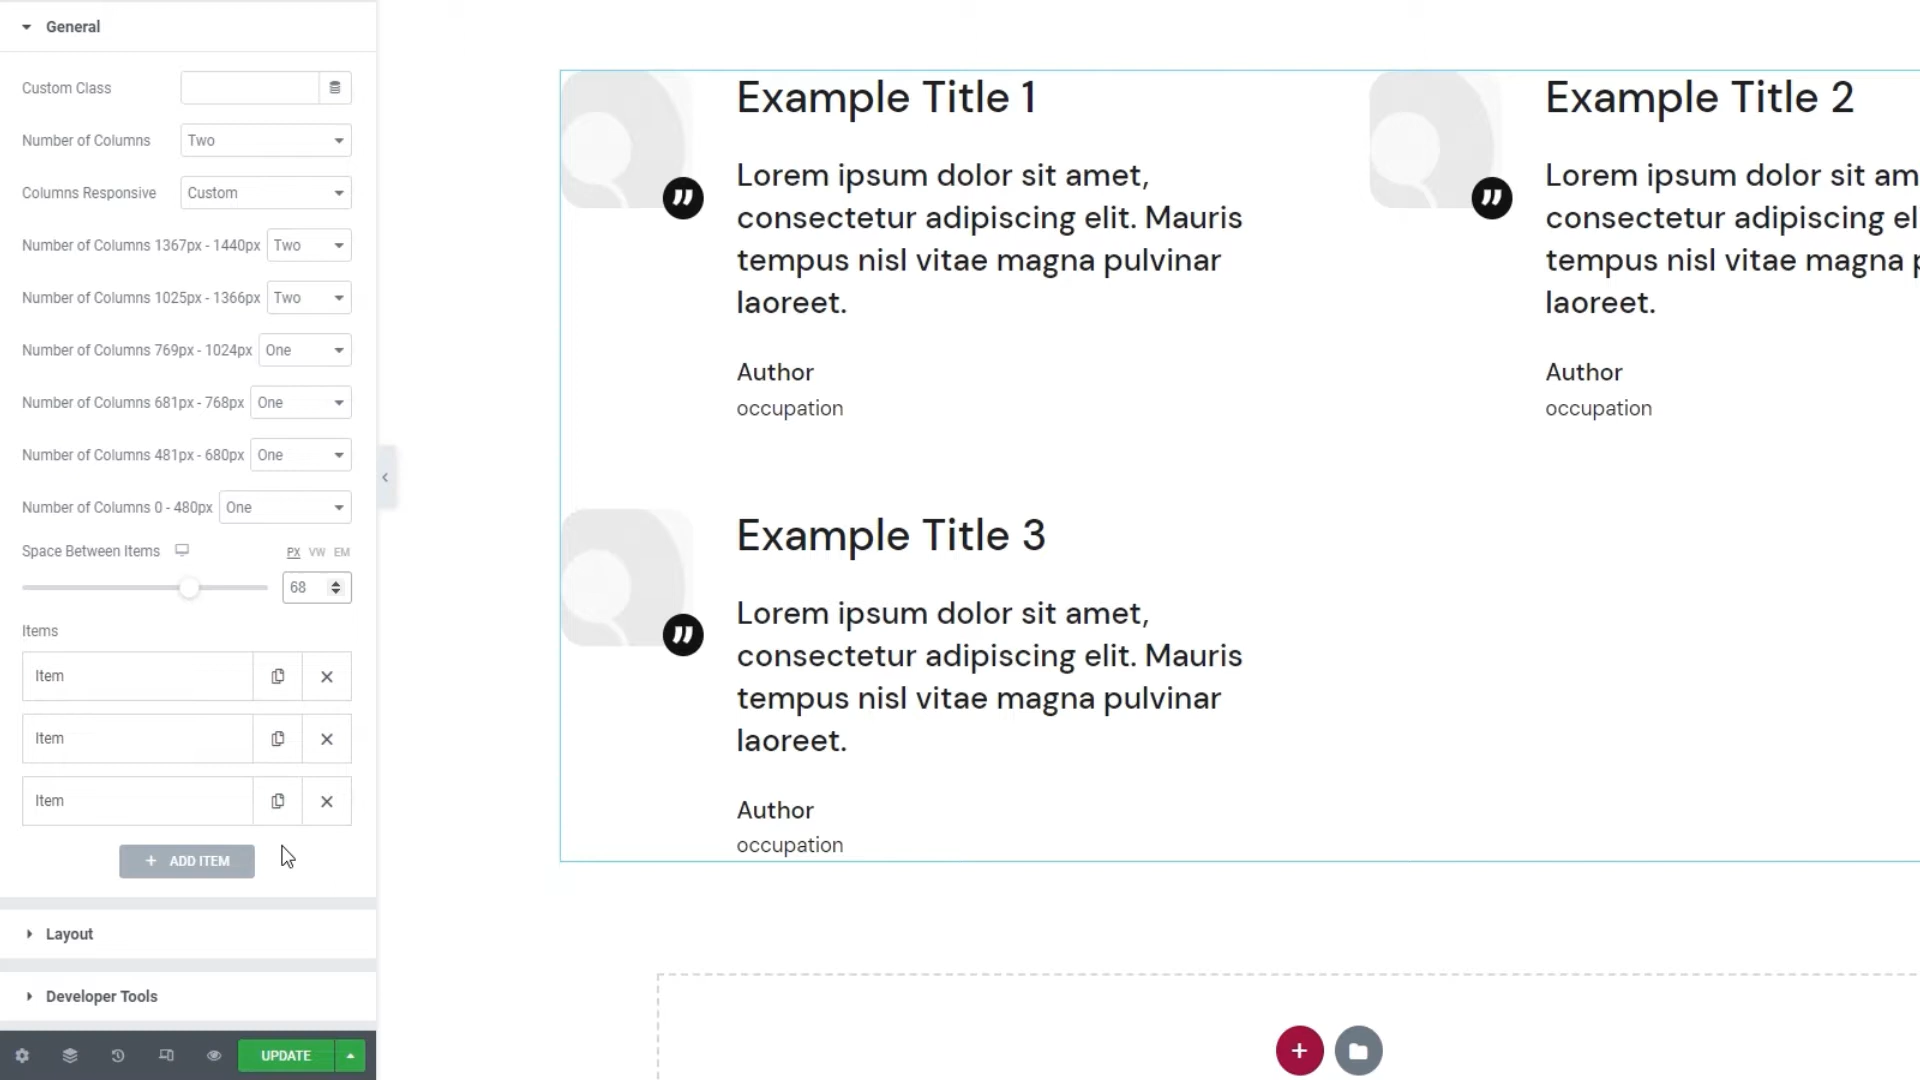 General
Custom Class
Number of Columns Two
Columns Responsive Custom
Number of Columns 1367px - 1440px Two
Number of Columns 1025px - 1366px Two
Number of Columns 769px - 1024px One
Number of Columns 681px - 768px One
Number of Columns 481px - 680px One
Number of Columns 0 - 480px One
Space Between Items PX VW EM
68
Items
Item
Item
Item
+ ADD ITEM
Layout
Developer Tools
UPDATE
Example Title 1
Lorem ipsum dolor sit amet,
consectetur adipiscing elit. Mauris
tempus nisl vitae magna pulvinar
laoreet.
Author
occupation
Example Title 2
Lorem ipsum dolor sit am
consectetur adipiscing el
tempus nisl vitae magna p
laoreet.
Author
occupation
Example Title 3
Lorem ipsum dolor sit amet,
consectetur adipiscing elit. Mauris
tempus nisl vitae magna pulvinar
laoreet.
Author
occupation